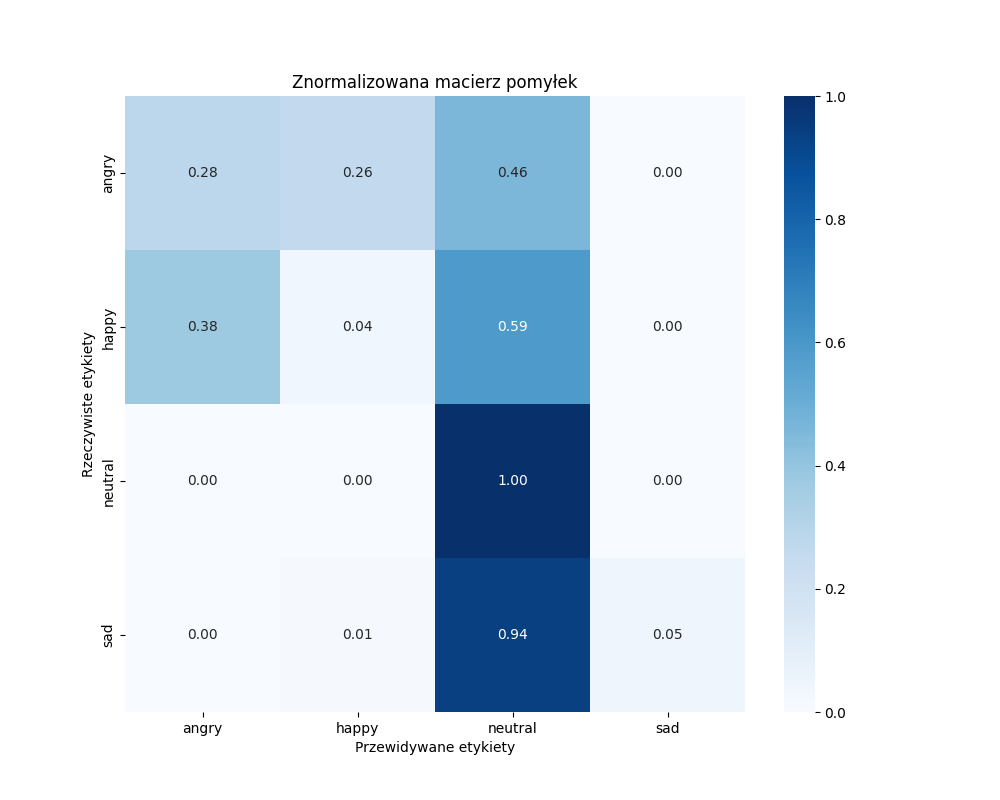 Znormalizowana macierz pomyłek
Rzeczywiste etykiety
angry 0.28 0.26 0.46 0.00
happy 0.38 0.04 0.59 0.00
neutral 0.00 0.00 1.00 0.00
sad 0.00 0.01 0.94 0.05
angry happy neutral sad
Przewidywane etykiety
1.0
0.8
0.6
0.4
0.2
0.0